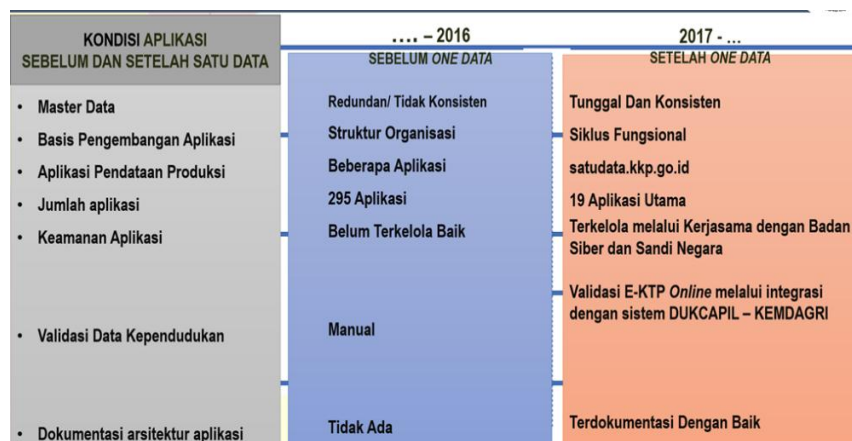 KONDISI APLIKASI
SEBELUM DAN SETELAH SATU DATA
.... – 2016
SEBELUM ONE DATA
2017 - ...
SETELAH ONE DATA
• Master Data
Redundan/ Tidak Konsisten
Tunggal Dan Konsisten
• Basis Pengembangan Aplikasi
Struktur Organisasi
Siklus Fungsional
• Aplikasi Pendataan Produksi
Beberapa Aplikasi
satudata.kkp.go.id
• Jumlah aplikasi
295 Aplikasi
19 Aplikasi Utama
• Keamanan Aplikasi
Belum Terkelola Baik
Terkelola melalui Kerjasama dengan Badan
Siber dan Sandi Negara
• Validasi Data Kependudukan
Manual
Validasi E-KTP Online melalui integrasi
dengan sistem DUKCAPIL – KEMDAGRI
• Dokumentasi arsitektur aplikasi
Tidak Ada
Terdokumentasi Dengan Baik